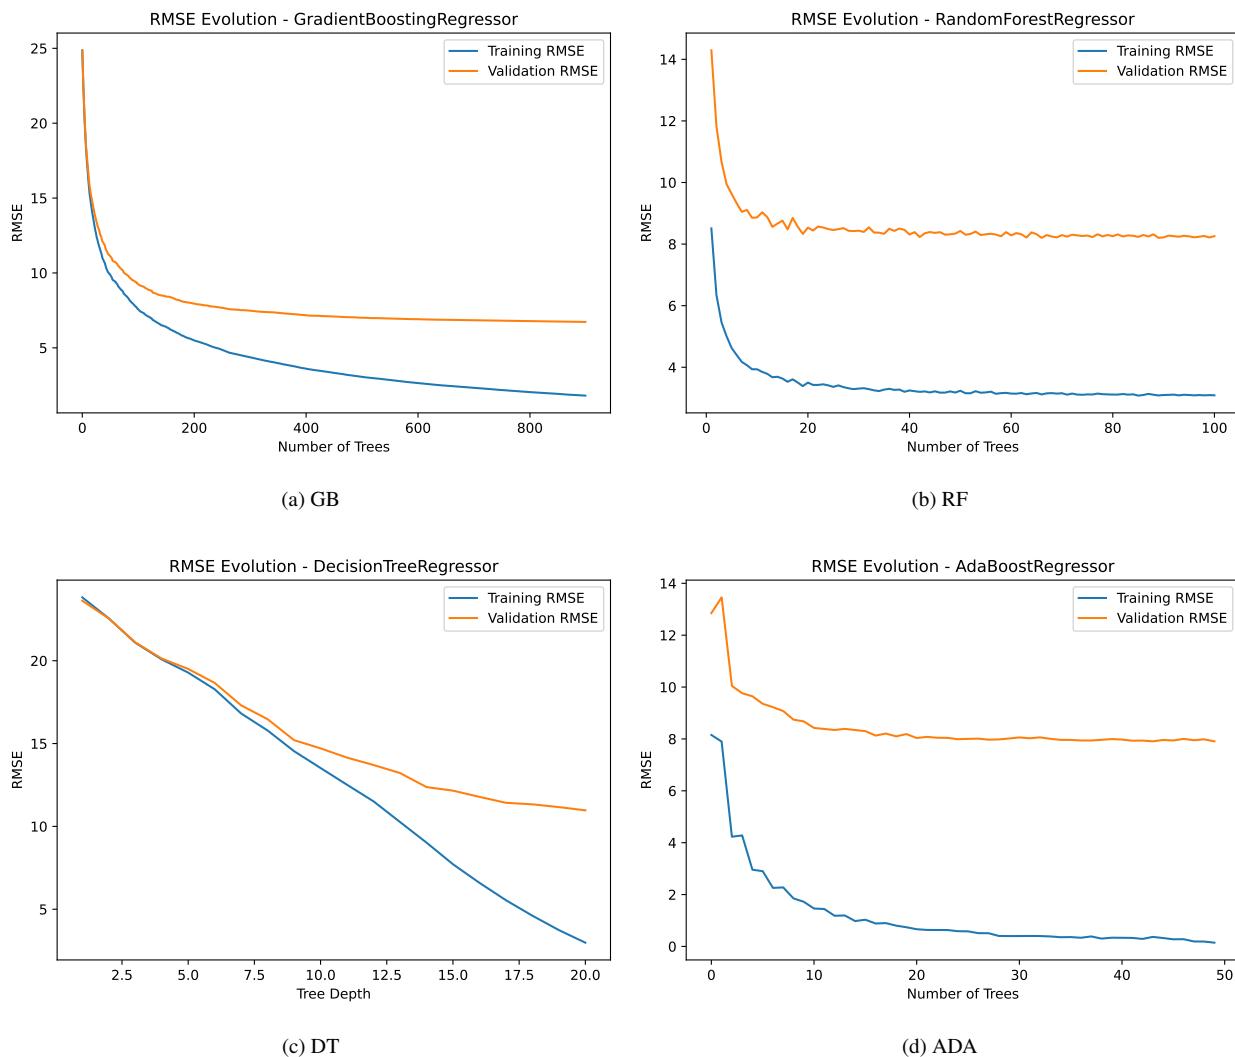 RMSE Evolution - GradientBoostingRegressor
Training RMSE
Validation RMSE
25
20
15
10
5
RMSE
0 200 400 600 800
Number of Trees
(a) GB
RMSE Evolution - RandomForestRegressor
Training RMSE
Validation RMSE
14
12
10
8
6
4
RMSE
0 20 40 60 80 100
Number of Trees
(b) RF
RMSE Evolution - DecisionTreeRegressor
Training RMSE
Validation RMSE
20
15
10
5
RMSE
2.5 5.0 7.5 10.0 12.5 15.0 17.5 20.0
Tree Depth
(c) DT
RMSE Evolution - AdaBoostRegressor
Training RMSE
Validation RMSE
14
12
10
8
6
4
2
0
RMSE
0 10 20 30 40 50
Number of Trees
(d) ADA